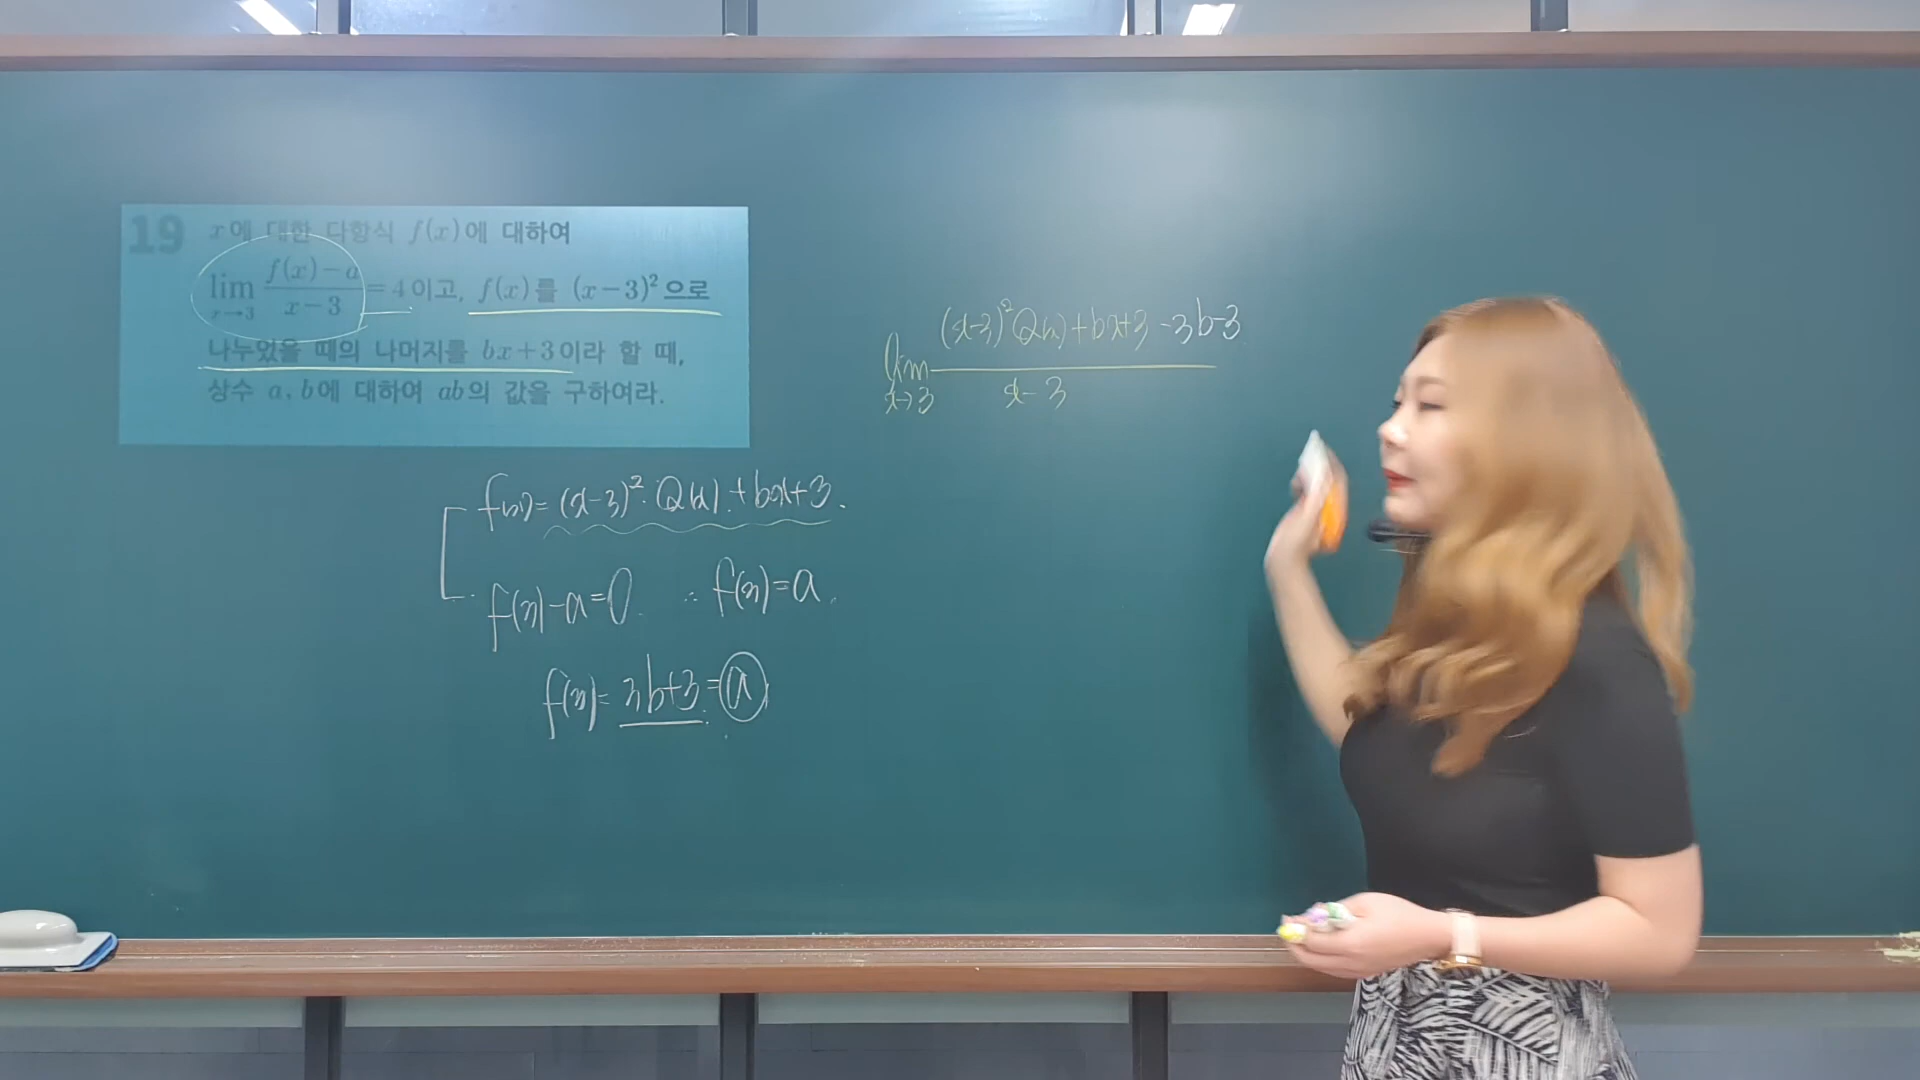 19 x에 대한 다항식 f(x)에 대하여
lim x→3 (f(x)-a)/(x-3) = 4이고, f(x)를 (x-3)²으로
나누었을 때의 나머지를 bx+3이라 할 때,
상수 a, b에 대하여 ab의 값을 구하여라.
f(x)= (x-3)²·Q(x)+bx+3.
f(3)-a=0. ∴ f(3)=a.
f(3)= 3b+3=a
lim x→3 ((x-3)²Q(x)+bx+3-3b-3)/(x-3)